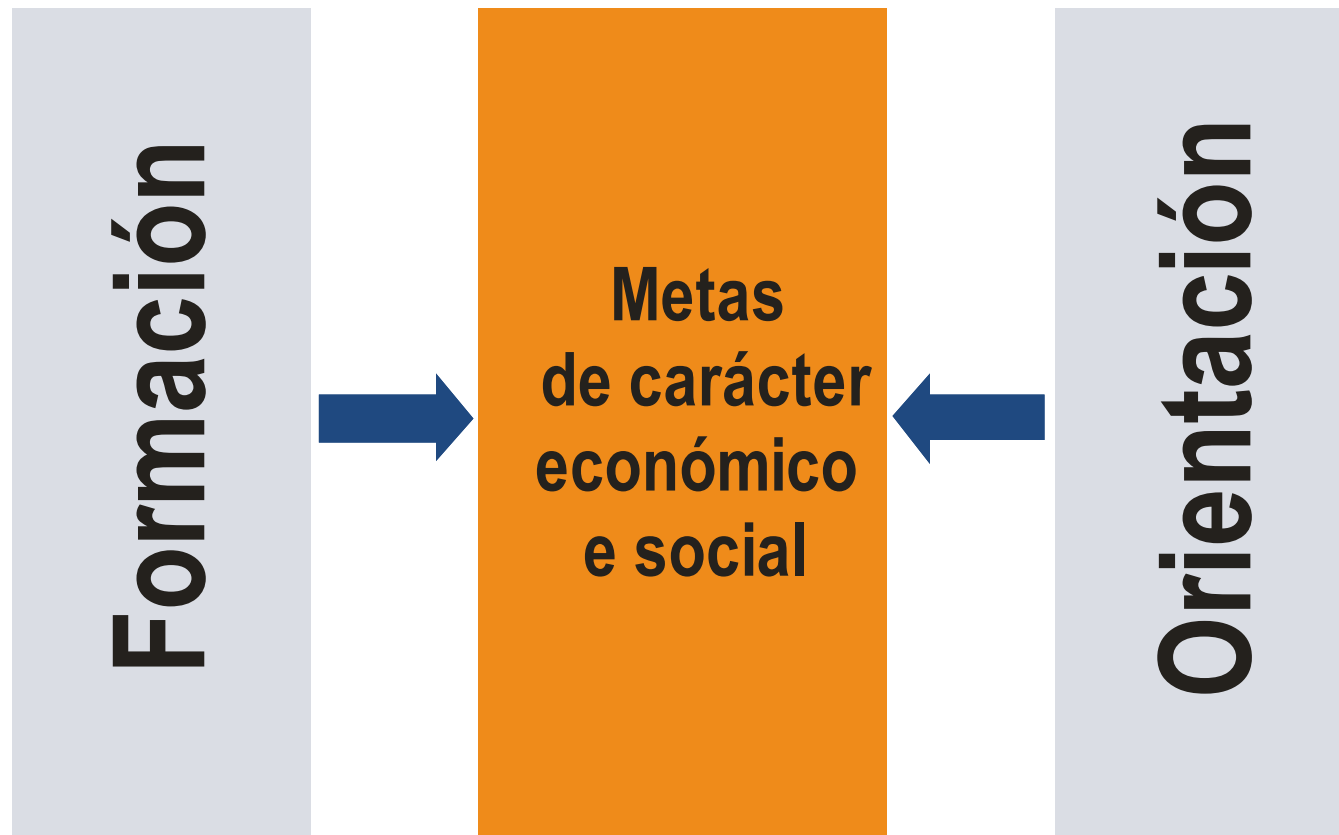 Formación
Metas
de carácter
económico
e social
Orientación